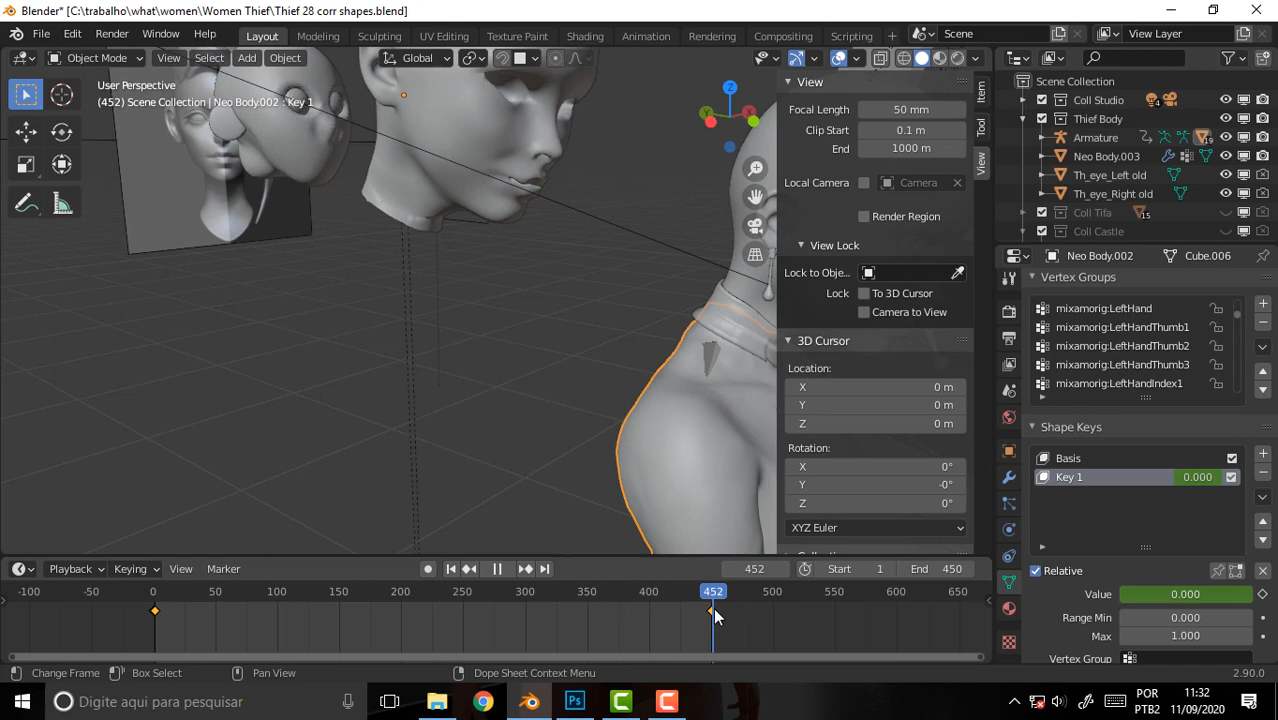 Blender* [C:\trabalho\what\women\Women Thief\Thief 28 corr shapes.blend]
File Edit Render Window Help Layout Modeling Sculpting UV Editing Texture Paint Shading Animation Rendering Compositing Scripting + Scene View Layer
Object Mode View Select Add Object Global
User Perspective
(452) Scene Collection | Neo Body.002 : Key 1
Z
Y
X
View
Focal Length 50 mm
Clip Start 0.1 m
End 1000 m
Local Camera Camera
Render Region
View Lock
Lock to Obje...
Lock To 3D Cursor
Camera to View
3D Cursor
Location:
X 0 m
Y 0 m
Z 0 m
Rotation:
X 0°
Y -0°
Z 0°
XYZ Euler
Item
Tool
View
Scene Collection
Coll Studio 4
Thief Body
Armature 19
Neo Body.003
Th_eye_Left old
Th_eye_Right old
Coll Tifa 15
Coll Castle
Neo Body.002 Cube.006
Vertex Groups
mixamorig:LeftHand
mixamorig:LeftHandThumb1
mixamorig:LeftHandThumb2
mixamorig:LeftHandThumb3
mixamorig:LeftHandIndex1
Shape Keys
Basis
Key 1 0.000
Relative
Value 0.000
Range Min 0.000
Max 1.000
Vertex Group
Playback Keying View Marker 452 Start 1 End 450
-100 -50 0 50 100 150 200 250 300 350 400 452 500 550 600 650
Change Frame Box Select Pan View Dope Sheet Context Menu 2.90.0
Digite aqui para pesquisar
Ps
POR
PTB2
11:32
11/09/2020